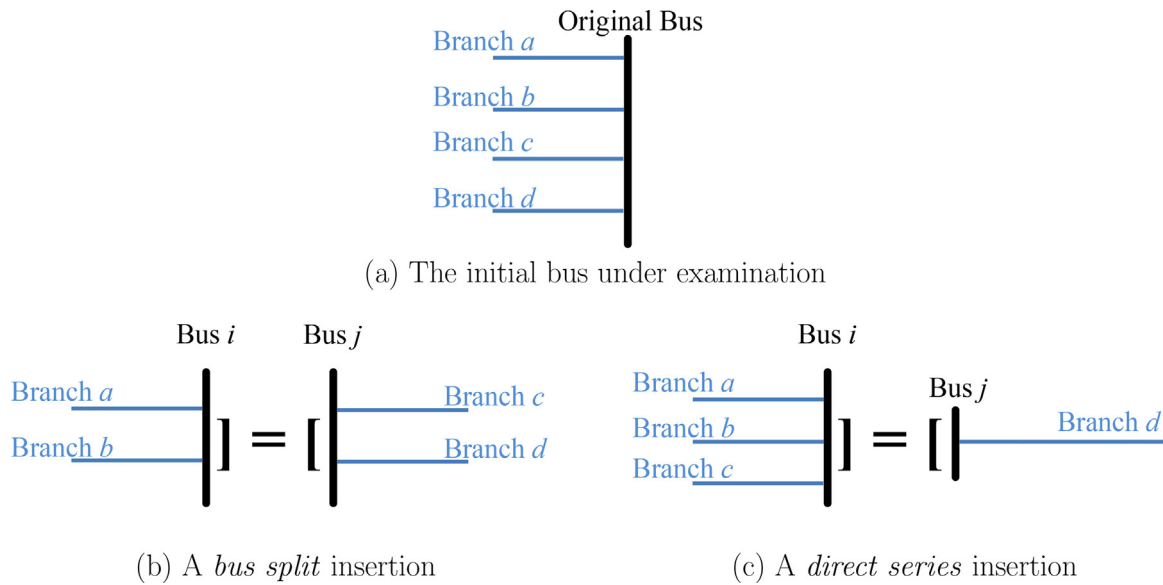 Original Bus
Branch a
Branch b
Branch c
Branch d
(a) The initial bus under examination
Bus i
Bus j
Branch a
Branch b
] = [
Branch c
Branch d
(b) A bus split insertion
Bus i
Bus j
Branch a
Branch b
Branch c
] = [
Branch d
(c) A direct series insertion